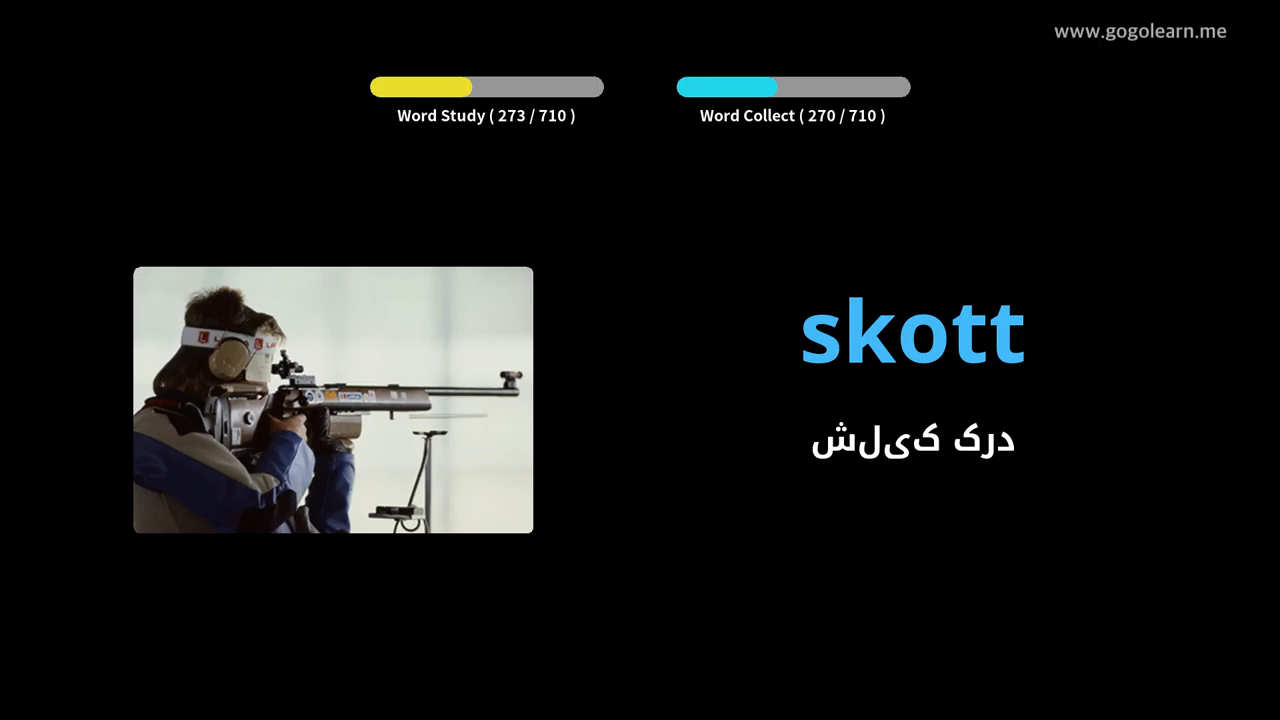 www.gogolearn.me
Word Study ( 273 / 710 )
Word Collect ( 270 / 710 )
skott
درک کیلش